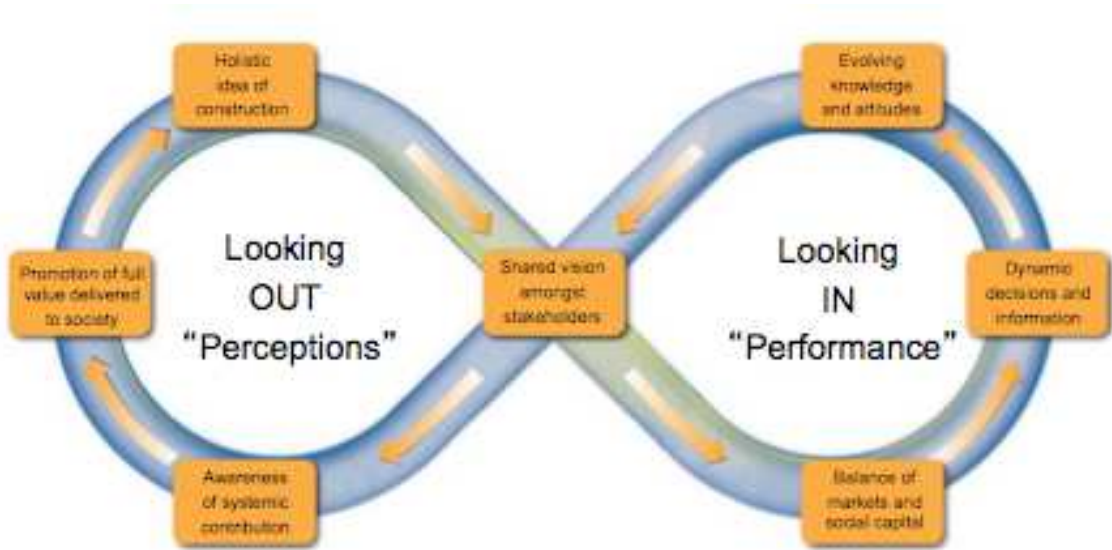 Holistic
idea of
construction
Evolving
knowledge
and attitudes
Looking
OUT
“Perceptions”
Looking
IN
“Performance”
Promotion of full
value delivered
to society
Shared vision
amongst
stakeholders
Dynamic
decisions and
information
Awareness
of systemic
contribution
Balance of
markets and
social capital